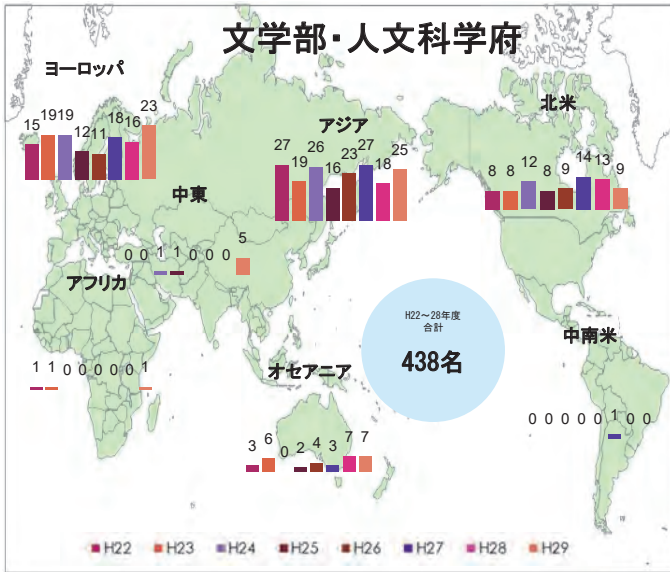 文学部・人文科学府
ヨーロッパ
15 19 19 12 11 18 16 23
アジア
27 19 26 16 23 27 18 25
北米
8 8 12 8 9 14 13 9
中東
0 0 1 1 0 0 0 5
アフリカ
1 1 0 0 0 0 0 1
H22～28年度
合計
438名
オセアニア
3 6 0 2 4 3 7 7
中南米
0 0 0 0 0 1 0 0
H22 H23 H24 H25 H26 H27 H28 H29